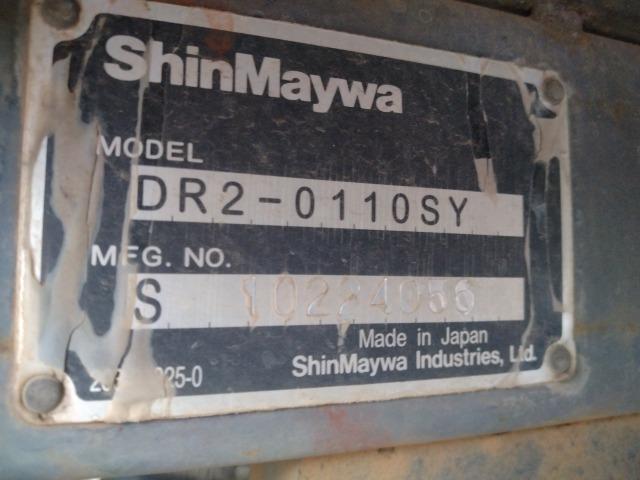 ShinMaywa
MODEL
DR2-0110SY
MFG. NO.
S 10224056
Made in Japan
ShinMaywa Industries, Ltd.